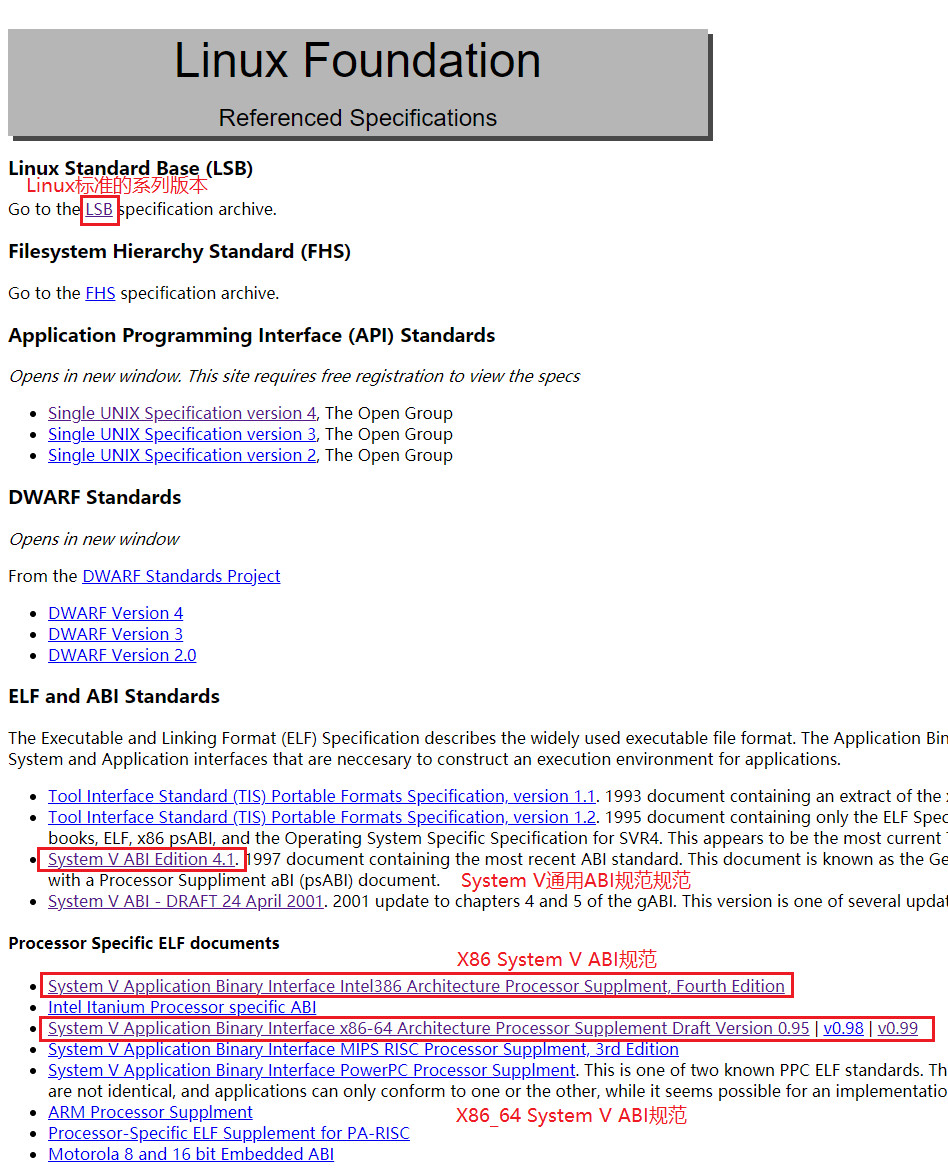 Linux Foundation
Referenced Specifications
Linux Standard Base (LSB)
Linux标准的系列版本
Go to the LSB specification archive.
Filesystem Hierarchy Standard (FHS)
Go to the FHS specification archive.
Application Programming Interface (API) Standards
Opens in new window. This site requires free registration to view the specs
Single UNIX Specification version 4, The Open Group
Single UNIX Specification version 3, The Open Group
Single UNIX Specification version 2, The Open Group
DWARF Standards
Opens in new window
From the DWARF Standards Project
DWARF Version 4
DWARF Version 3
DWARF Version 2.0
ELF and ABI Standards
The Executable and Linking Format (ELF) Specification describes the widely used executable file format. The Application Bin
System and Application interfaces that are neccesary to construct an execution environment for applications.
Tool Interface Standard (TIS) Portable Formats Specification, version 1.1. 1993 document containing an extract of the
Tool Interface Standard (TIS) Portable Formats Specification, version 1.2. 1995 document containing only the ELF Spec
books, ELF, x86 psABI, and the Operating System Specific Specification for SVR4. This appears to be the most current
System V ABI Edition 4.1. 1997 document containing the most recent ABI standard. This document is known as the Ge
with a Processor Suppliment aBI (psABI) document.
System V通用ABI规范规范
System V ABI - DRAFT 24 April 2001. 2001 update to chapters 4 and 5 of the gABI. This version is one of several updat
Processor Specific ELF documents
X86 System V ABI规范
System V Application Binary Interface Intel386 Architecture Processor Supplment, Fourth Edition
Intel Itanium Processor specific ABI
System V Application Binary Interface x86-64 Architecture Processor Supplement Draft Version 0.95 | v0.98 | v0.99
System V Application Binary Interface MIPS RISC Processor Supplment, 3rd Edition
System V Application Binary Interface PowerPC Processor Supplment. This is one of two known PPC ELF standards. Th
are not identical, and applications can only conform to one or the other, while it seems possible for an implementatio
ARM Processor Supplment
X86_64 System V ABI规范
Processor-Specific ELF Supplement for PA-RISC
Motorola 8 and 16 bit Embedded ABI